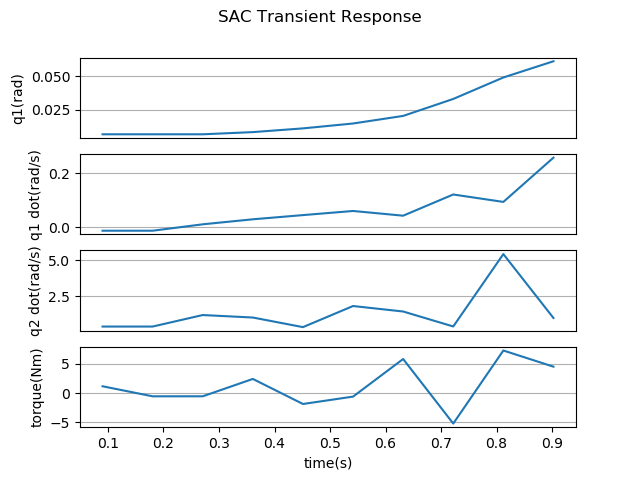 SAC Transient Response
q1(rad)
0.050
0.025
q1 dot(rad/s)
0.2
0.0
q2 dot(rad/s)
5.0
2.5
torque(Nm)
5
0
−5
0.1 0.2 0.3 0.4 0.5 0.6 0.7 0.8 0.9
time(s)